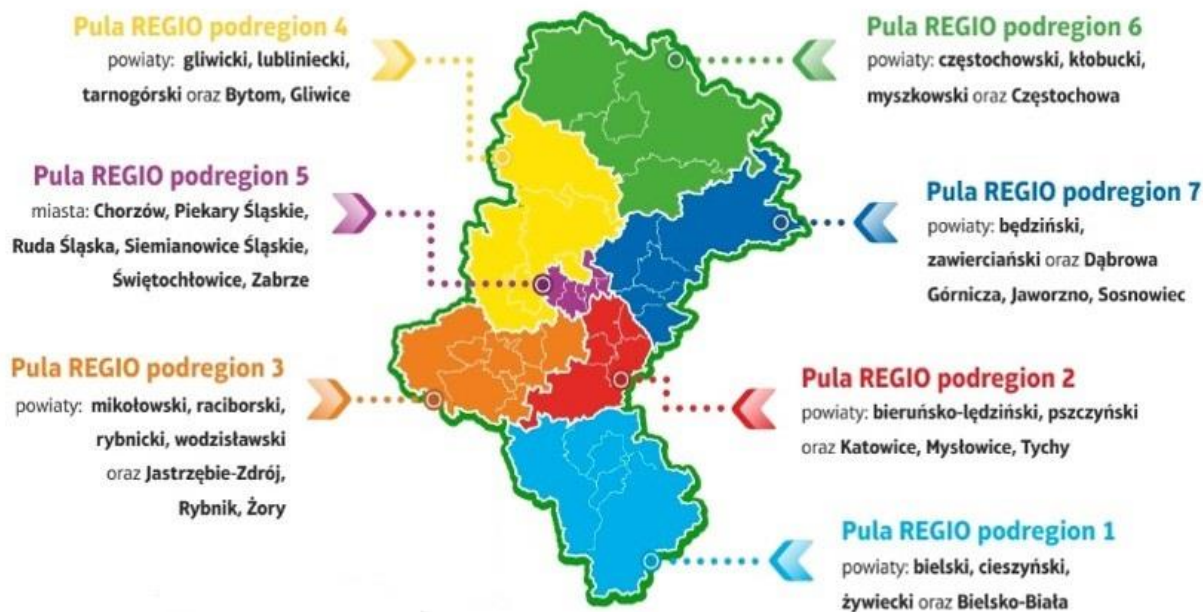 Pula REGIO podregion 4
powiaty: gliwicki, lubliniecki,
tarnogórski oraz Bytom, Gliwice
Pula REGIO podregion 6
powiaty: częstochowski, kłobucki,
myszkowski oraz Częstochowa
Pula REGIO podregion 5
miasta: Chorzów, Piekary Śląskie,
Ruda Śląska, Siemianowice Śląskie,
Świętochłowice, Zabrze
Pula REGIO podregion 7
powiaty: będziński,
zawierciański oraz Dąbrowa
Górnicza, Jaworzno, Sosnowiec
Pula REGIO podregion 3
powiaty: mikołowski, raciborski,
rybnicki, wodzisławski
oraz Jastrzębie-Zdrój,
Rybnik, Żory
Pula REGIO podregion 2
powiaty: bieruńsko-lędziński, pszczyński
oraz Katowice, Mysłowice, Tychy
Pula REGIO podregion 1
powiaty: bielski, cieszyński,
żywiecki oraz Bielsko-Biała